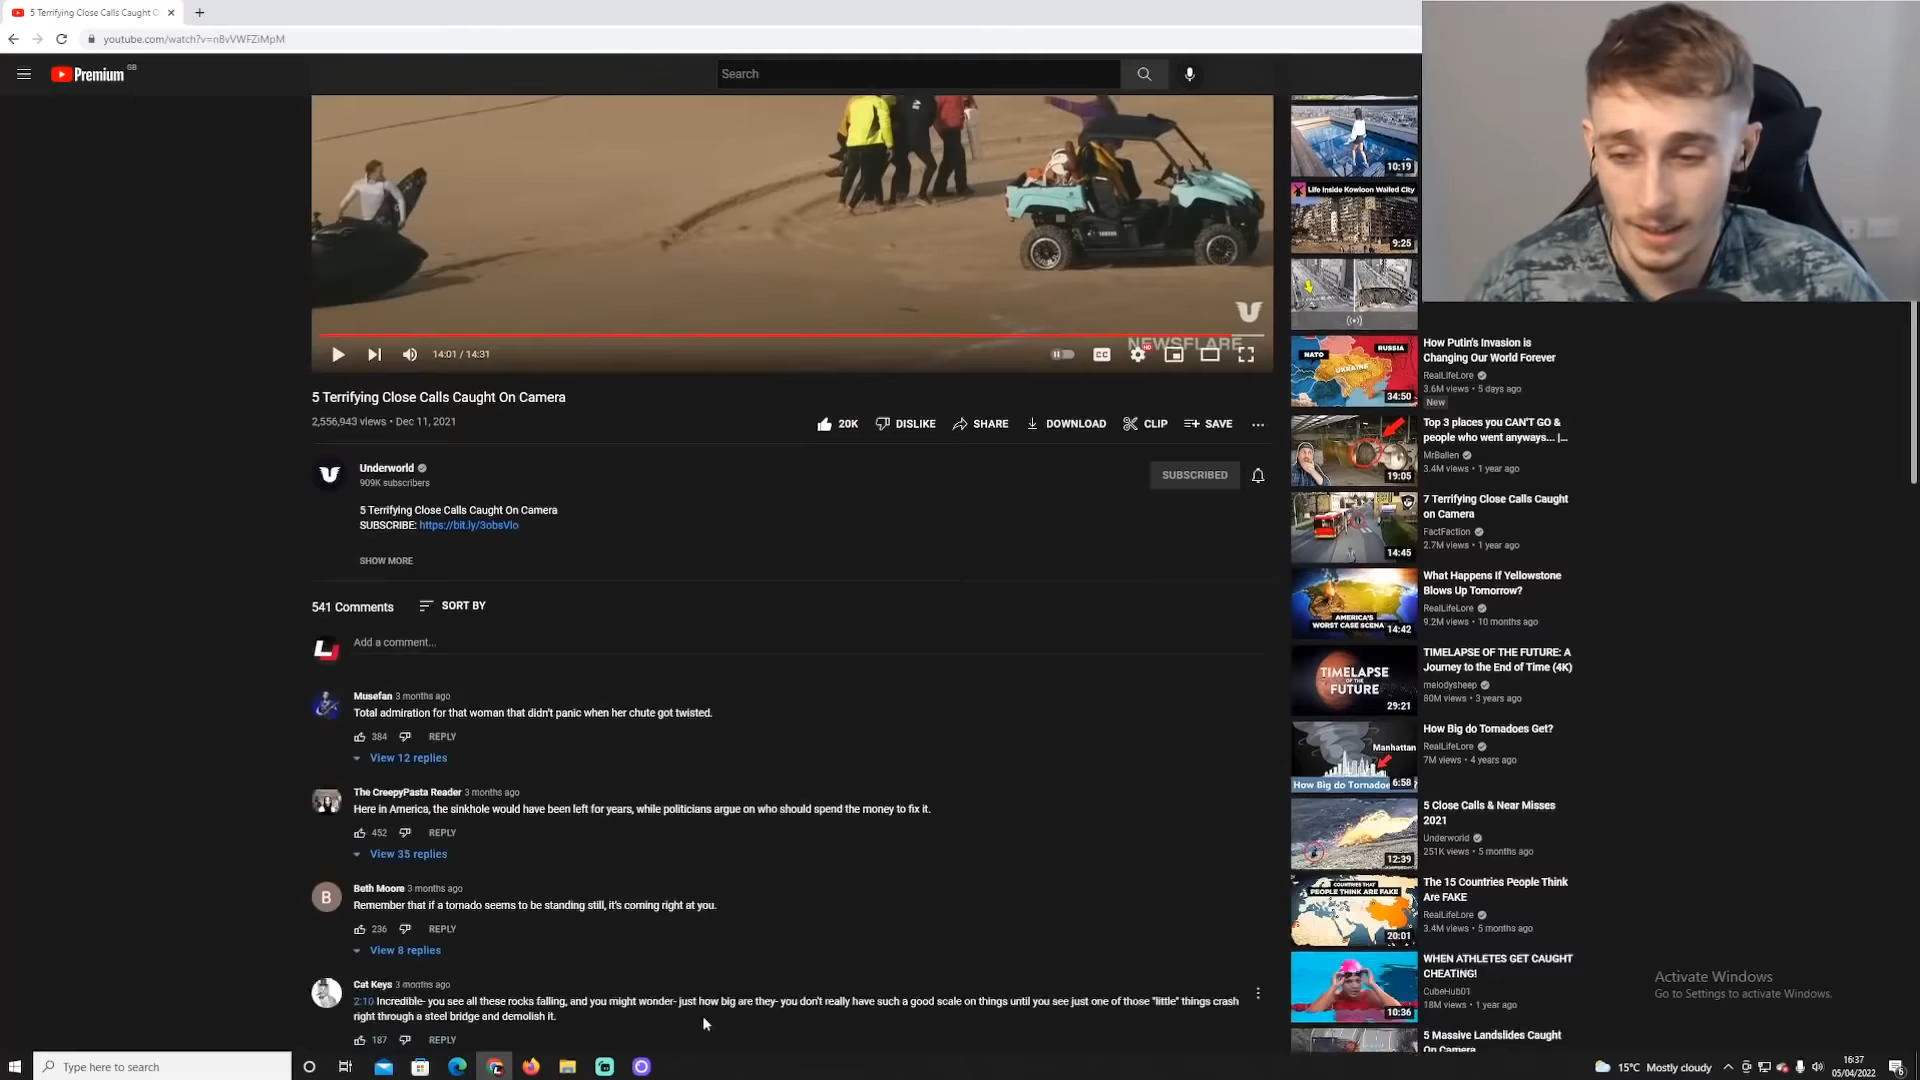 5 Terrifying Close Calls Caught C
youtube.com/watch?v=n8vVWFZiMpM
Premium GB
Search
10:19
Life Inside Kowloon Walled City
9:25
NEWSFLARE
14:01 / 14:31
CC
HD
5 Terrifying Close Calls Caught On Camera
2,556,943 views • Dec 11, 2021
20K
DISLIKE
SHARE
DOWNLOAD
CLIP
SAVE
Underworld
909K subscribers
SUBSCRIBED
5 Terrifying Close Calls Caught On Camera
SUBSCRIBE: https://bit.ly/3obsVlo
SHOW MORE
541 Comments
SORT BY
Add a comment...
Musefan 3 months ago
Total admiration for that woman that didn't panic when her chute got twisted.
384
REPLY
View 12 replies
The CreepyPasta Reader 3 months ago
Here in America, the sinkhole would have been left for years, while politicians argue on who should spend the money to fix it.
452
REPLY
View 35 replies
B
Beth Moore 3 months ago
Remember that if a tornado seems to be standing still, it's coming right at you.
236
REPLY
View 8 replies
Cat Keys 3 months ago
2:10 Incredible- you see all these rocks falling, and you might wonder- just how big are they- you don't really have such a good scale on things until you see just one of those "little" things crash
right through a steel bridge and demolish it.
187
REPLY
NATO
RUSSIA
UKRAINE
34:50
How Putin's Invasion is
Changing Our World Forever
RealLifeLore
3.6M views • 5 days ago
New
19:05
Top 3 places you CAN'T GO &
people who went anyways... |...
MrBallen
3.4M views • 1 year ago
14:45
7 Terrifying Close Calls Caught
on Camera
FactFaction
2.7M views • 1 year ago
AMERICA'S
WORST CASE SCENA
14:42
What Happens If Yellowstone
Blows Up Tomorrow?
RealLifeLore
9.2M views • 10 months ago
TIMELAPSE
OF THE
FUTURE
29:21
TIMELAPSE OF THE FUTURE: A
Journey to the End of Time (4K)
melodysheep
80M views • 3 years ago
Manhattan
How Big do Tornadoe
6:58
How Big do Tornadoes Get?
RealLifeLore
7M views • 4 years ago
12:39
5 Close Calls & Near Misses
2021
Underworld
251K views • 5 months ago
COUNTRIES THAT
PEOPLE THINK ARE FAKE
20:01
The 15 Countries People Think
Are FAKE
RealLifeLore
3.4M views • 5 months ago
10:36
WHEN ATHLETES GET CAUGHT
CHEATING!
CubeHub01
18M views • 1 year ago
5 Massive Landslides Caught
On Camera
Activate Windows
Go to Settings to activate Windows.
Type here to search
15°C Mostly cloudy
16:37
05/04/2022
6